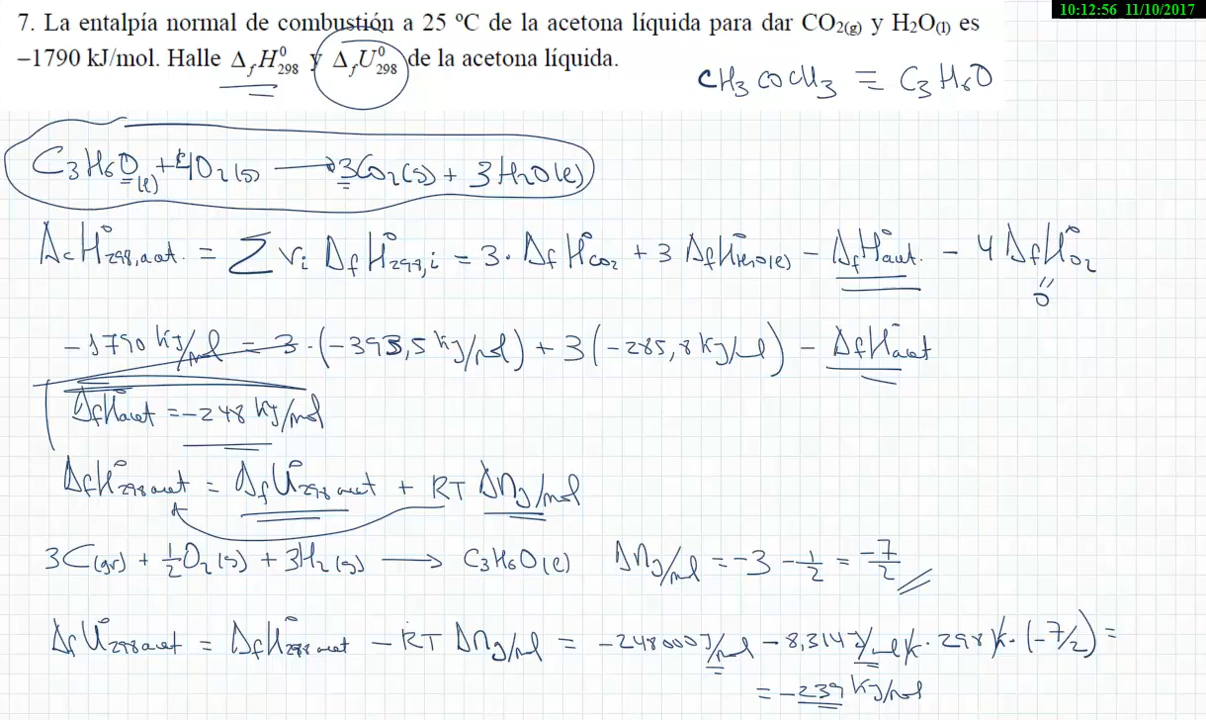 10:12:56 11/10/2017
7. La entalpía normal de combustión a 25 ºC de la acetona líquida para dar CO2(g) y H2O(l) es
–1790 kJ/mol. Halle ΔfH⁰298 y ΔfU⁰298 de la acetona líquida.
CH3COCH3 ≡ C3H6O
C3H6O(l) + 4O2(g) ⟶ 3CO2(g) + 3H2O(l)
ΔcH°298,acet. = Σ νi ΔfH°298,i = 3·ΔfH°CO2 + 3ΔfH°H2O(l) − ΔfH°acet. − 4ΔfH°O2
" 0
−1790 kJ/mol = 3·(−393,5 kJ/mol) + 3(−285,8 kJ/mol) − ΔfH°acet
ΔfH°acet = −248 kJ/mol
ΔfH°298 acet = ΔfU°298 acet + RT Δng/mol
3C(gr) + 1/2 O2(g) + 3H2(g) ⟶ C3H6O(l) Δng/mol = −3 − 1/2 = −7/2
ΔfU°298 acet = ΔfH°298 acet − RT Δng/mol = −248000 J/mol − 8,314 J/mol K · 298 K · (−7/2) =
= −239 kJ/mol